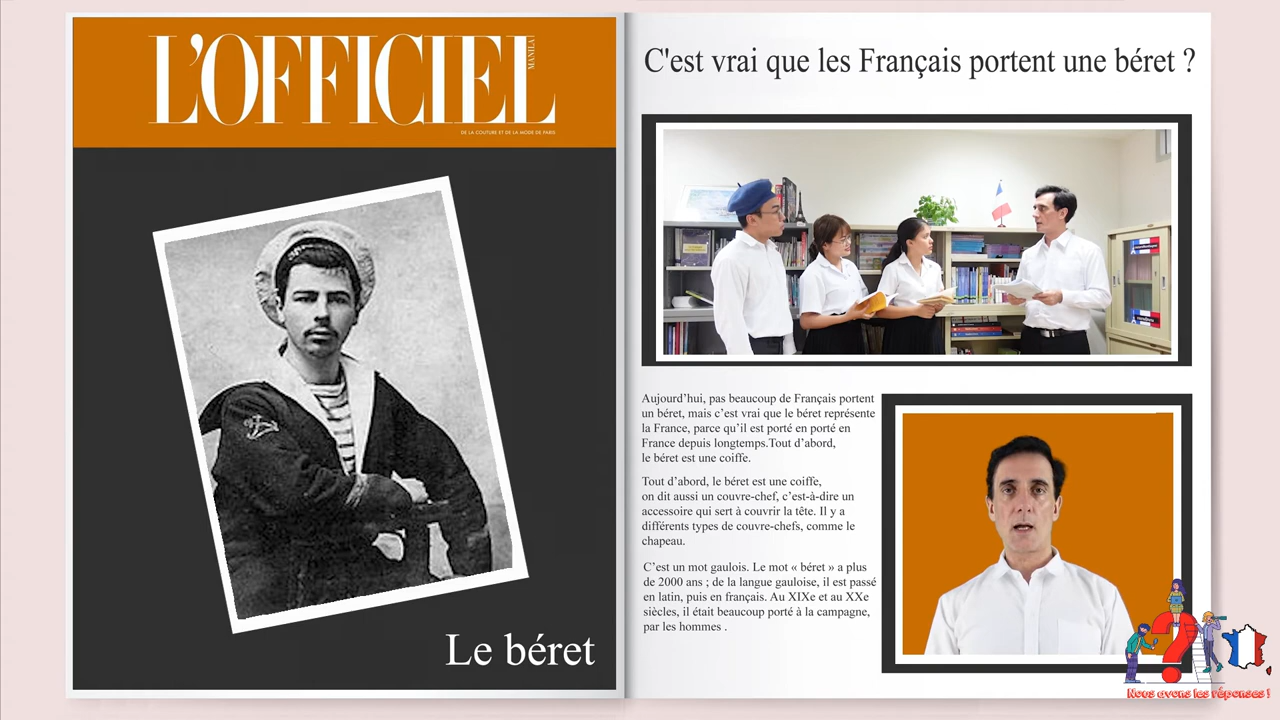 L'OFFICIEL
MANILA
DE LA COUTURE ET DE LA MODE DE PARIS
Le béret
C'est vrai que les Français portent une béret ?
Aujourd'hui, pas beaucoup de Français portent
un béret, mais c'est vrai que le béret représente
la France, parce qu'il est porté en porté en
France depuis longtemps.Tout d'abord,
le béret est une coiffe.
Tout d'abord, le béret est une coiffe,
on dit aussi un couvre-chef, c'est-à-dire un
accessoire qui sert à couvrir la tête. Il y a
différents types de couvre-chefs, comme le
chapeau.
C'est un mot gaulois. Le mot « béret » a plus
de 2000 ans ; de la langue gauloise, il est passé
en latin, puis en français. Au XIXe et au XXe
siècles, il était beaucoup porté à la campagne,
par les hommes .
?
Nous avons les réponses !